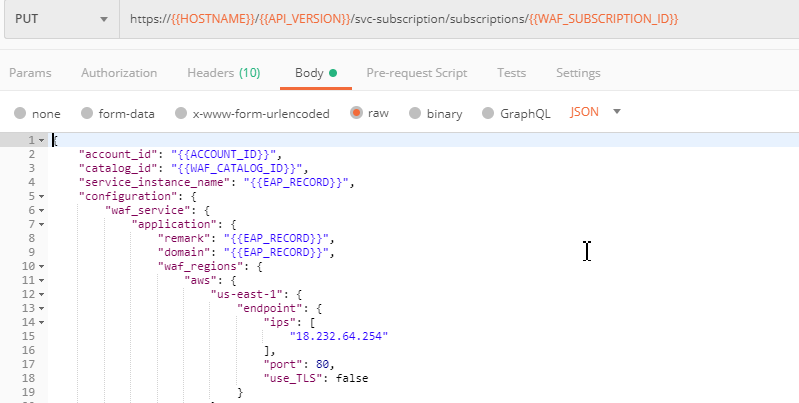 PUT https://{{HOSTNAME}}/{{API_VERSION}}/svc-subscription/subscriptions/{{WAF_SUBSCRIPTION_ID}}
Params Authorization Headers (10) Body Pre-request Script Tests Settings
none form-data x-www-form-urlencoded raw binary GraphQL JSON
1 {
2 "account_id": "{{ACCOUNT_ID}}",
3 "catalog_id": "{{WAF_CATALOG_ID}}",
4 "service_instance_name": "{{EAP_RECORD}}",
5 "configuration": {
6 "waf_service": {
7 "application": {
8 "remark": "{{EAP_RECORD}}",
9 "domain": "{{EAP_RECORD}}",
10 "waf_regions": {
11 "aws": {
12 "us-east-1": {
13 "endpoint": {
14 "ips": [
15 "18.232.64.254"
16 ],
17 "port": 80,
18 "use_TLS": false
19 }